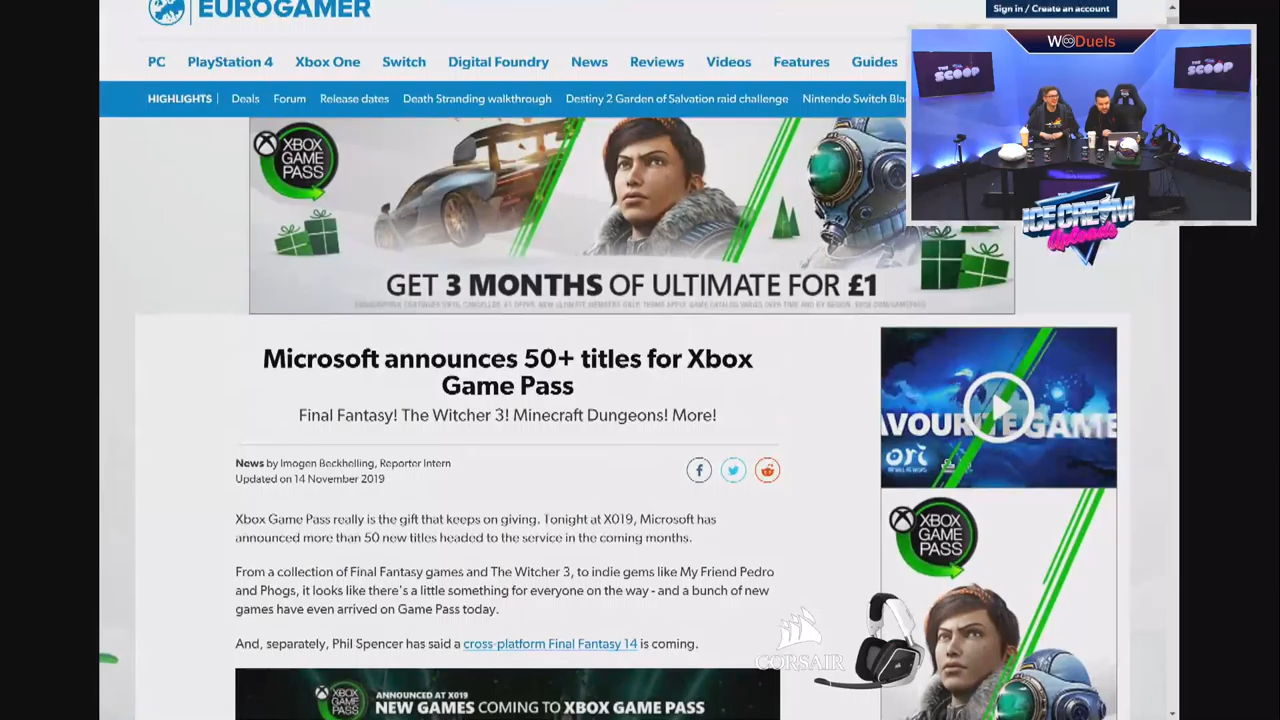 EUROGAMER
Sign in / Create an account
PC PlayStation 4 Xbox One Switch Digital Foundry News Reviews Videos Features Guides
HIGHLIGHTS Deals Forum Release dates Death Stranding walkthrough Destiny 2 Garden of Salvation raid challenge Nintendo Switch Bla
W Duels
THE SCOOP
THE SCOOP
ICE CREAM
Uploads
XBOX
GAME
PASS
GET 3 MONTHS OF ULTIMATE FOR £1
Microsoft announces 50+ titles for Xbox
Game Pass
Final Fantasy! The Witcher 3! Minecraft Dungeons! More!
News by Imogen Beckhelling, Reporter Intern
Updated on 14 November 2019
Xbox Game Pass really is the gift that keeps on giving. Tonight at X019, Microsoft has
announced more than 50 new titles headed to the service in the coming months.
From a collection of Final Fantasy games and The Witcher 3, to indie gems like My Friend Pedro
and Phogs, it looks like there's a little something for everyone on the way - and a bunch of new
games have even arrived on Game Pass today.
And, separately, Phil Spencer has said a cross-platform Final Fantasy 14 is coming.
XBOX
GAME
PASS
ANNOUNCED AT X019
NEW GAMES COMING TO XBOX GAME PASS
AVOURITE GAME
ori
XBOX
GAME
PASS
CORSAIR